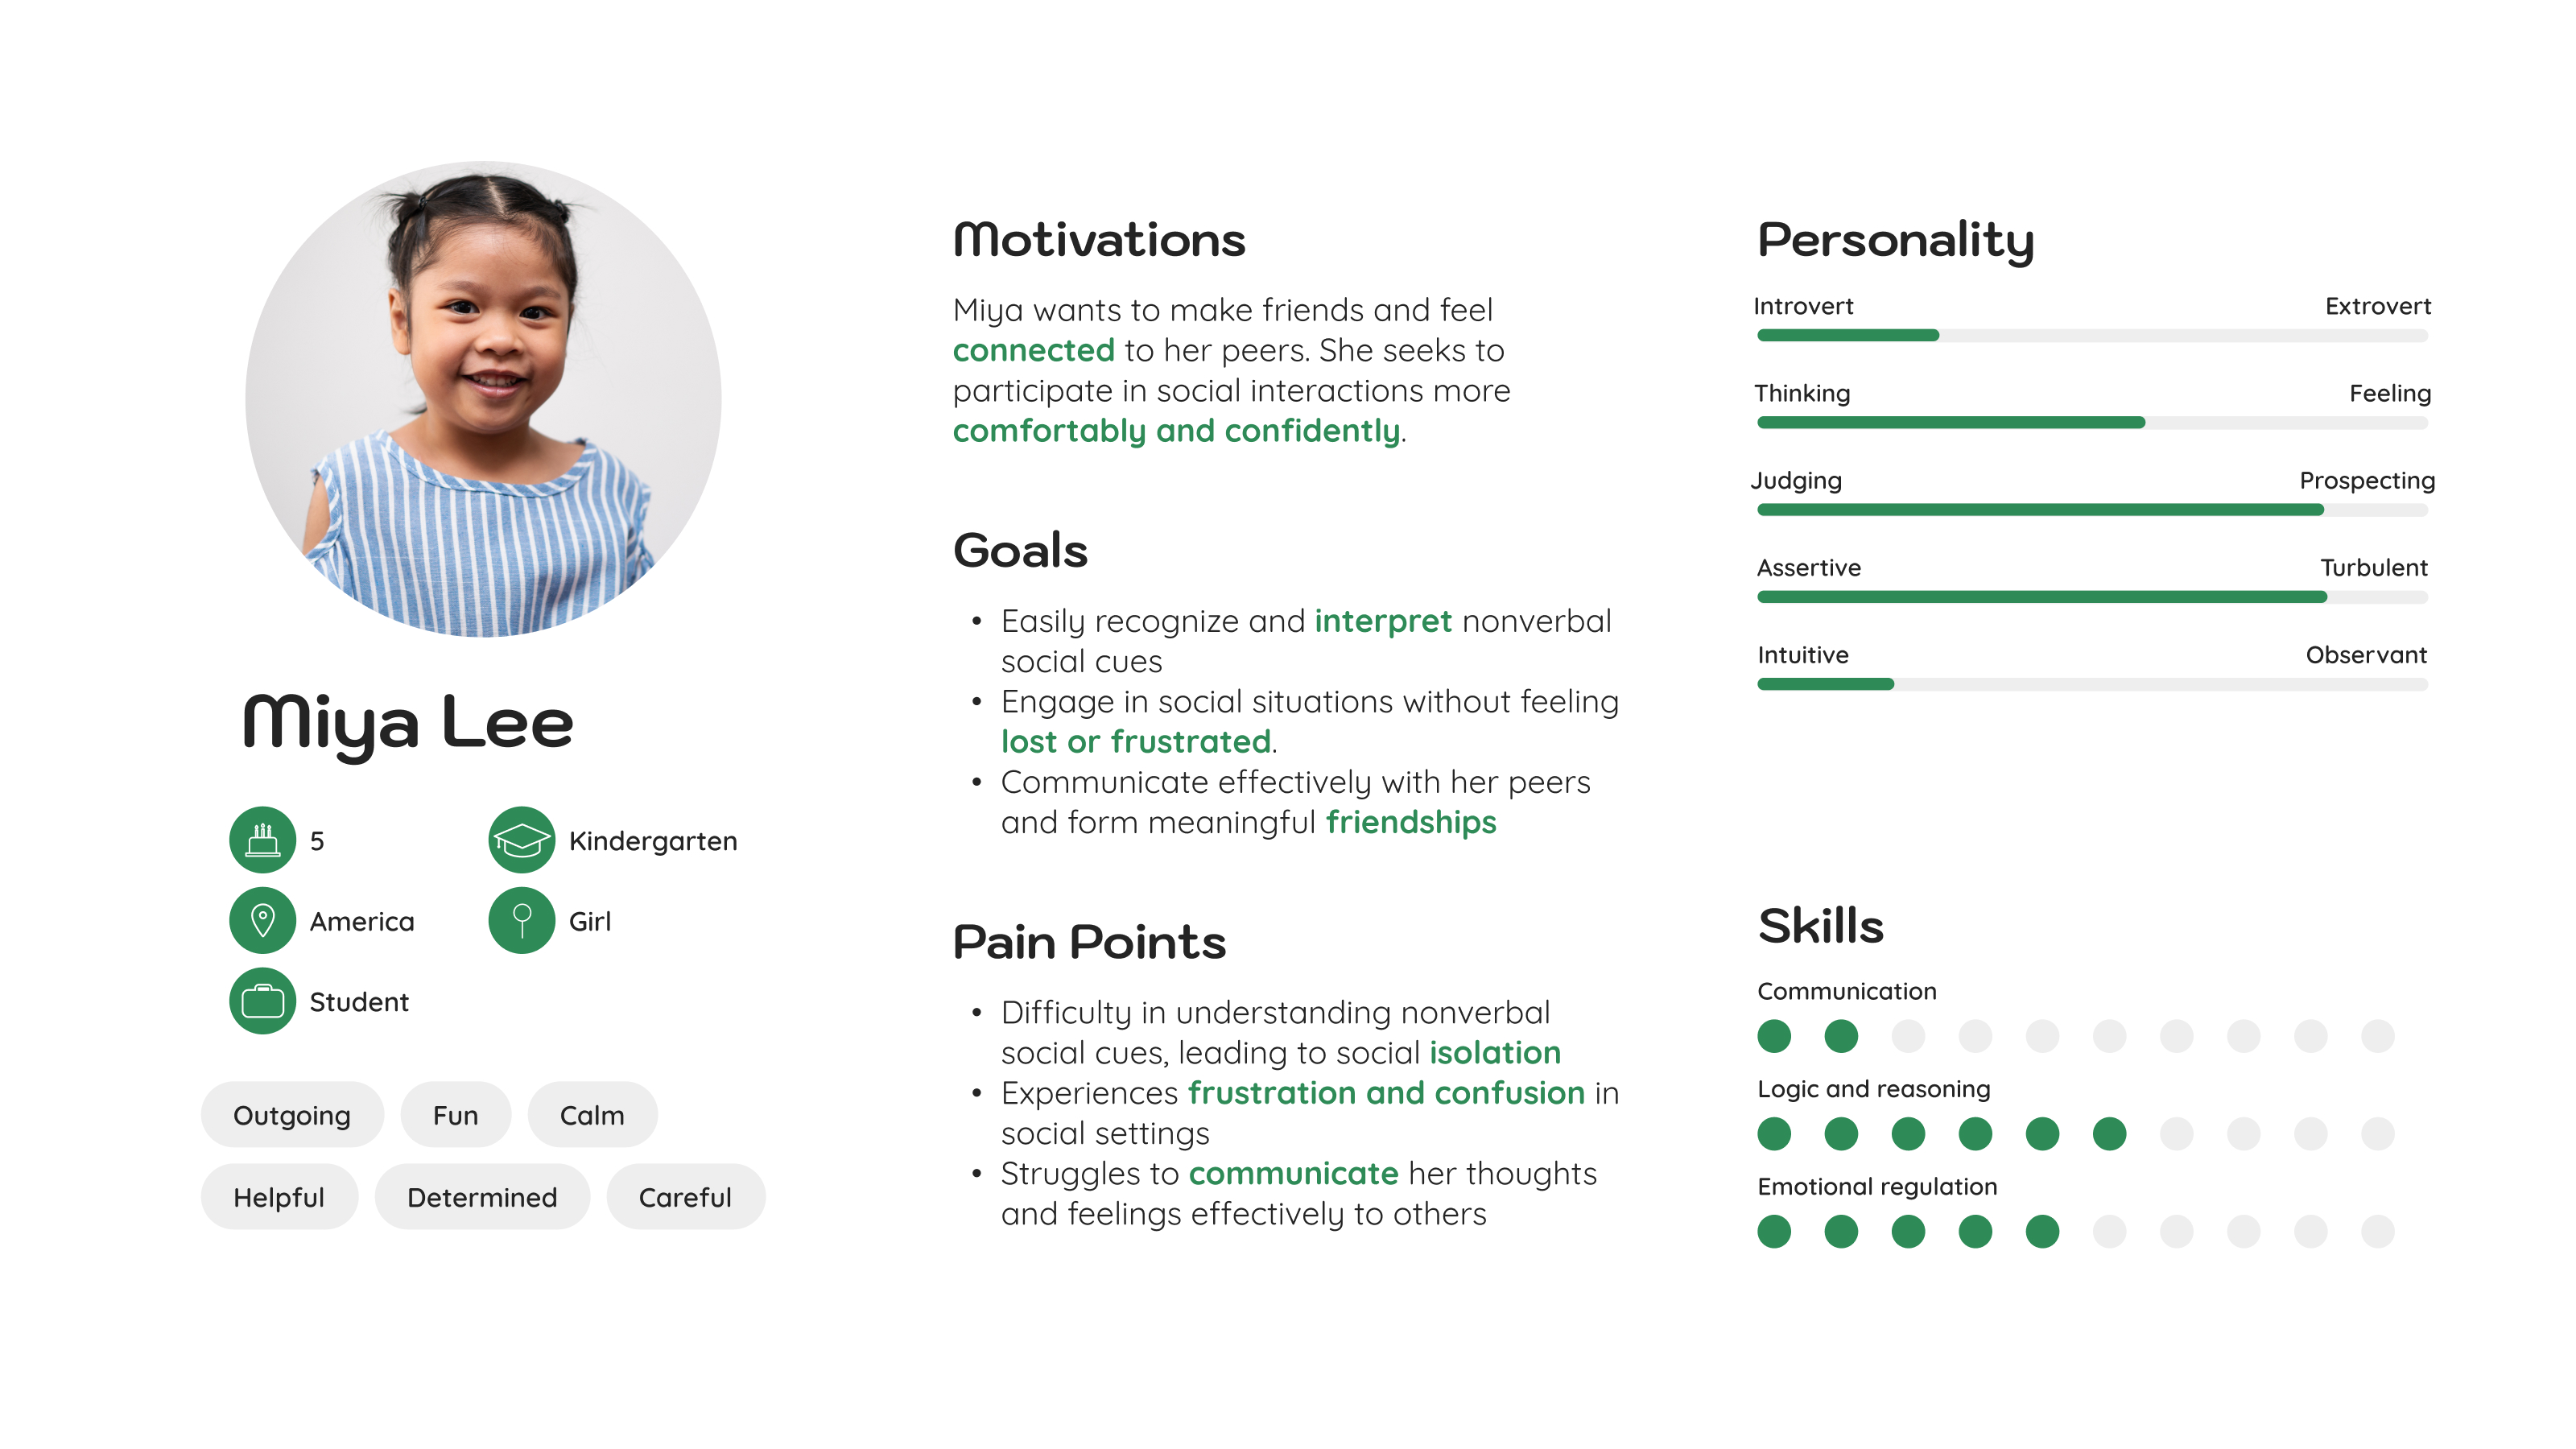 Miya Lee
5
Kindergarten
America
Girl
Student
Outgoing
Fun
Calm
Helpful
Determined
Careful
Motivations
Miya wants to make friends and feel
connected to her peers. She seeks to
participate in social interactions more
comfortably and confidently.
Goals
• Easily recognize and interpret nonverbal
social cues
• Engage in social situations without feeling
lost or frustrated.
• Communicate effectively with her peers
and form meaningful friendships
Pain Points
• Difficulty in understanding nonverbal
social cues, leading to social isolation
• Experiences frustration and confusion in
social settings
• Struggles to communicate her thoughts
and feelings effectively to others
Personality
Introvert Extrovert
Thinking Feeling
Judging Prospecting
Assertive Turbulent
Intuitive Observant
Skills
Communication
Logic and reasoning
Emotional regulation